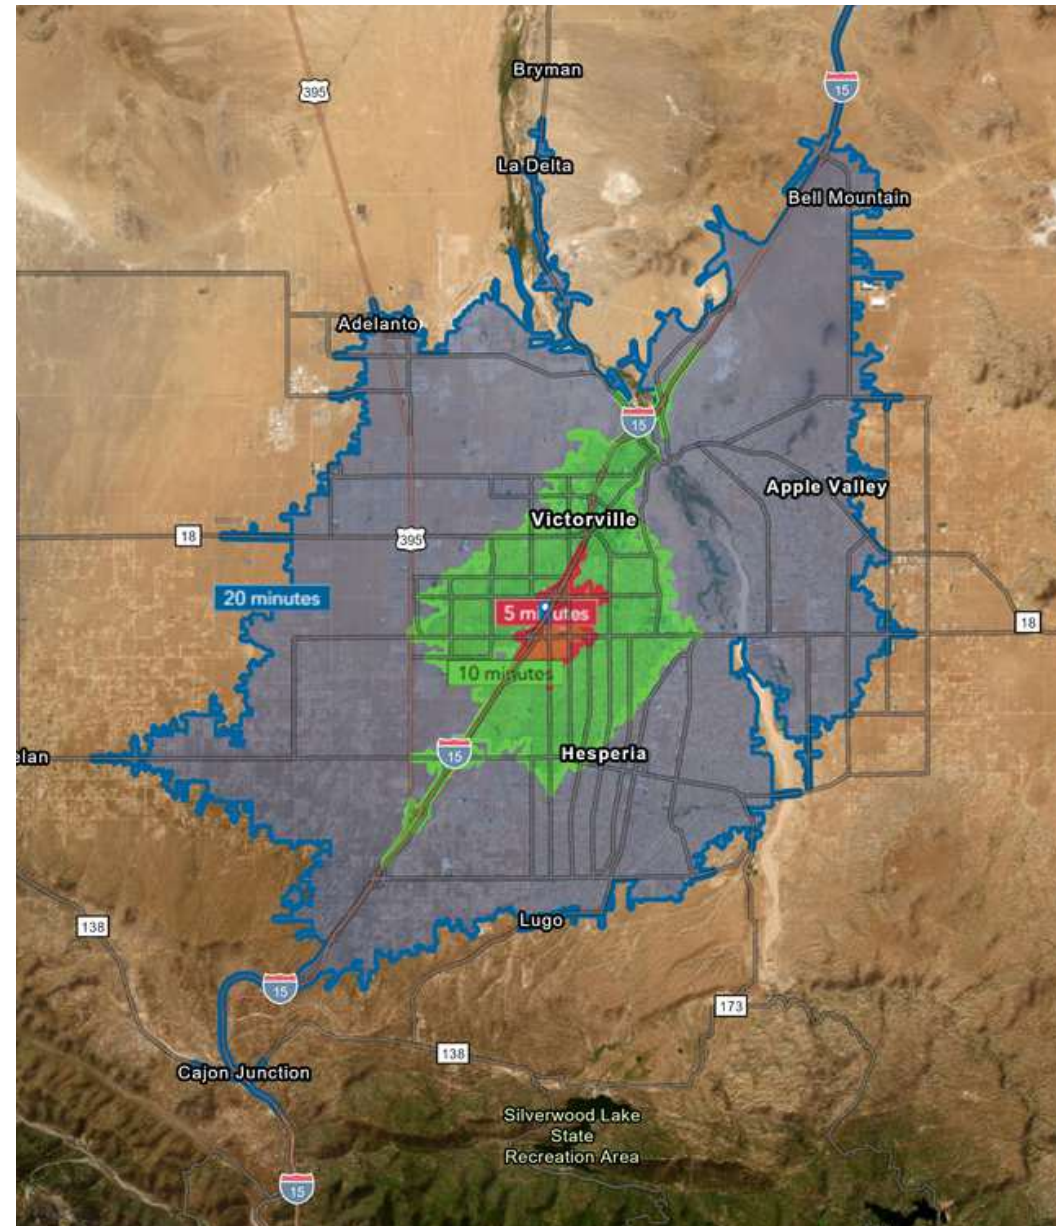 Bryman
395
15
La Delta
Bell Mountain
Adelanto
15
Apple Valley
Victorville
18
395
20 minutes
5 minutes
18
10 minutes
15
Hesperia
elan
Lugo
138
15
173
138
Cajon Junction
Silverwood Lake
State
Recreation Area
15